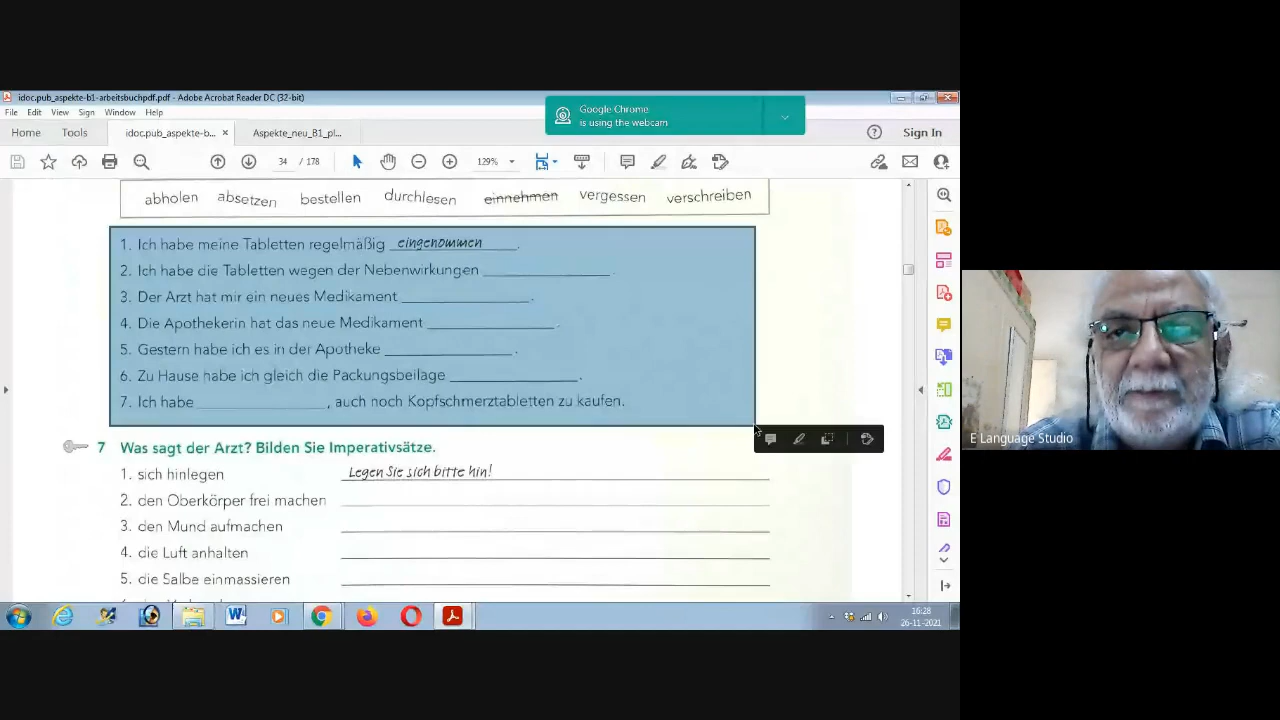 idoc.pub_aspekte-b1-arbeitsbuchpdf.pdf - Adobe Acrobat Reader DC (32-bit)
File Edit View Sign Window Help
Google Chrome
is using the webcam
Home Tools idoc.pub_aspekte-b... × Aspekte_neu_B1_pl... Sign In
34 / 178 129%
abholen absetzen bestellen durchlesen einnehmen vergessen verschreiben
1. Ich habe meine Tabletten regelmäßig eingenommen.
2. Ich habe die Tabletten wegen der Nebenwirkungen ____________.
3. Der Arzt hat mir ein neues Medikament ____________.
4. Die Apothekerin hat das neue Medikament ____________.
5. Gestern habe ich es in der Apotheke ____________.
6. Zu Hause habe ich gleich die Packungsbeilage ____________.
7. Ich habe ____________, auch noch Kopfschmerztabletten zu kaufen.
7 Was sagt der Arzt? Bilden Sie Imperativsätze.
1. sich hinlegen Legen Sie sich bitte hin!
2. den Oberkörper frei machen
3. den Mund aufmachen
4. die Luft anhalten
5. die Salbe einmassieren
E Language Studio
16:28
26-11-2021